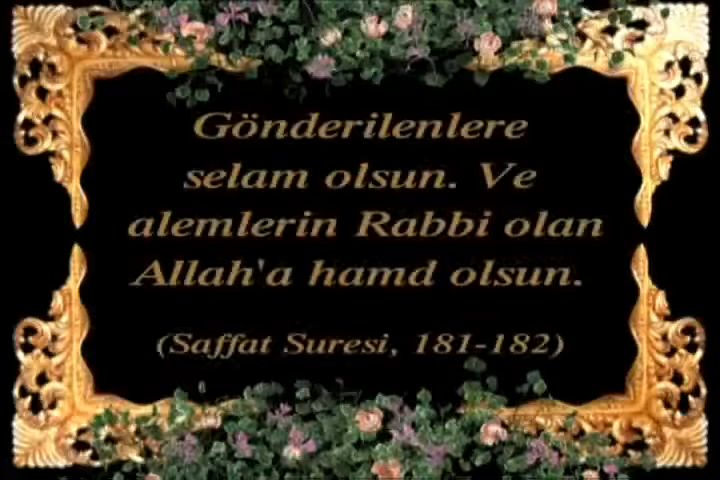 Gönderilenlere
selam olsun. Ve
alemlerin Rabbi olan
Allah'a hamd olsun.
(Saffat Suresi, 181-182)